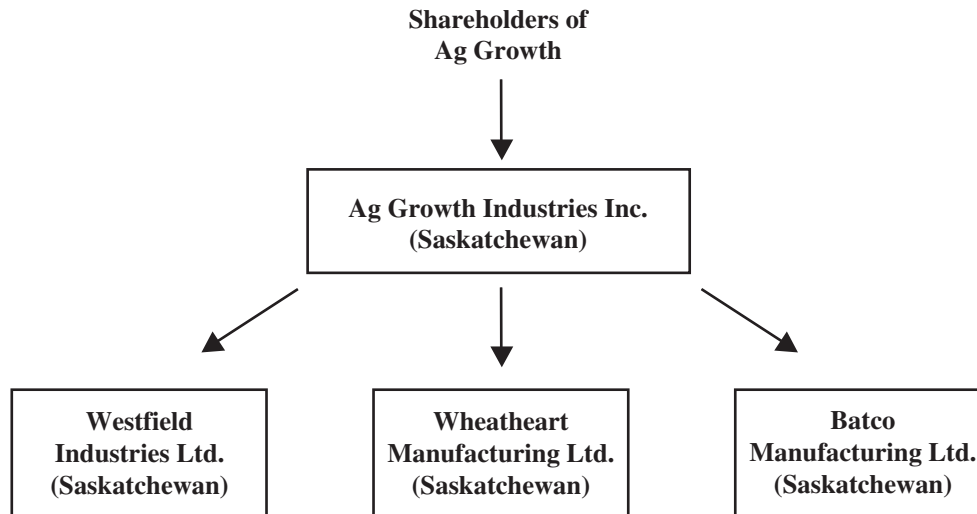 Shareholders of
Ag Growth
Ag Growth Industries Inc.
(Saskatchewan)
Westfield
Industries Ltd.
(Saskatchewan)
Wheatheart
Manufacturing Ltd.
(Saskatchewan)
Batco
Manufacturing Ltd.
(Saskatchewan)